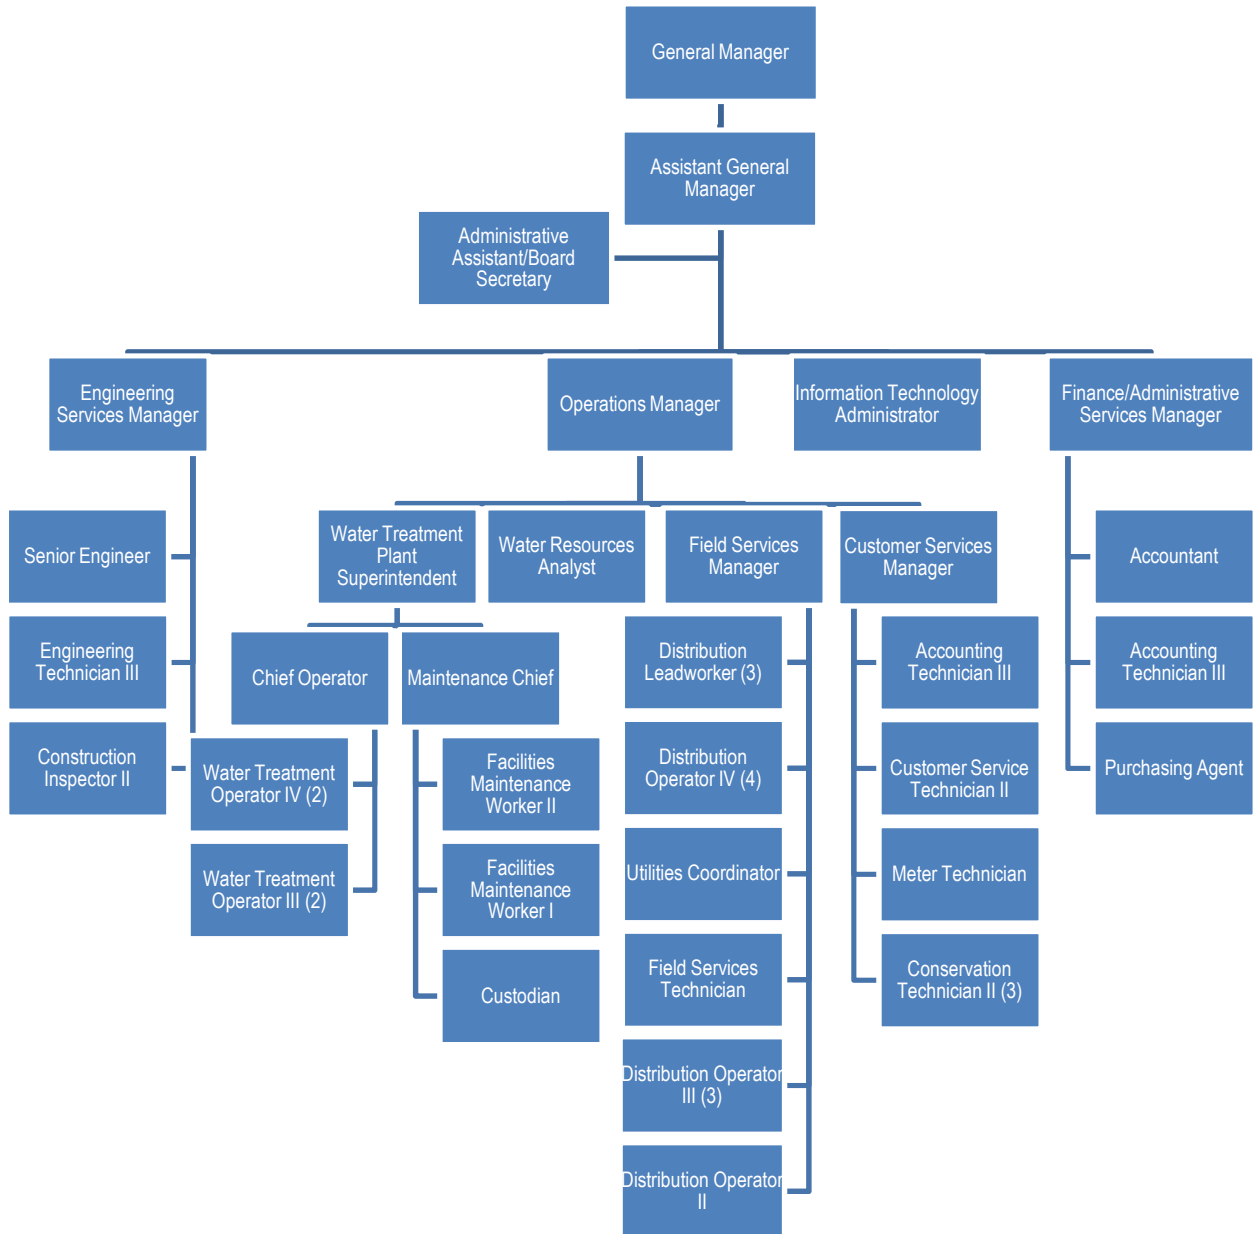 General Manager
Assistant General
Manager
Administrative
Assistant/Board
Secretary
Engineering
Services Manager
Operations Manager
Information Technology
Administrator
Finance/Administrative
Services Manager
Senior Engineer
Engineering
Technician III
Construction
Inspector II
Water Treatment
Plant
Superintendent
Water Resources
Analyst
Field Services
Manager
Customer Services
Manager
Chief Operator
Maintenance Chief
Water Treatment
Operator IV (2)
Water Treatment
Operator III (2)
Facilities
Maintenance
Worker II
Facilities
Maintenance
Worker I
Custodian
Distribution
Leadworker (3)
Distribution
Operator IV (4)
Utilities Coordinator
Field Services
Technician
Distribution Operator
III (3)
Distribution Operator
II
Accounting
Technician III
Customer Service
Technician II
Meter Technician
Conservation
Technician II (3)
Accountant
Accounting
Technician III
Purchasing Agent